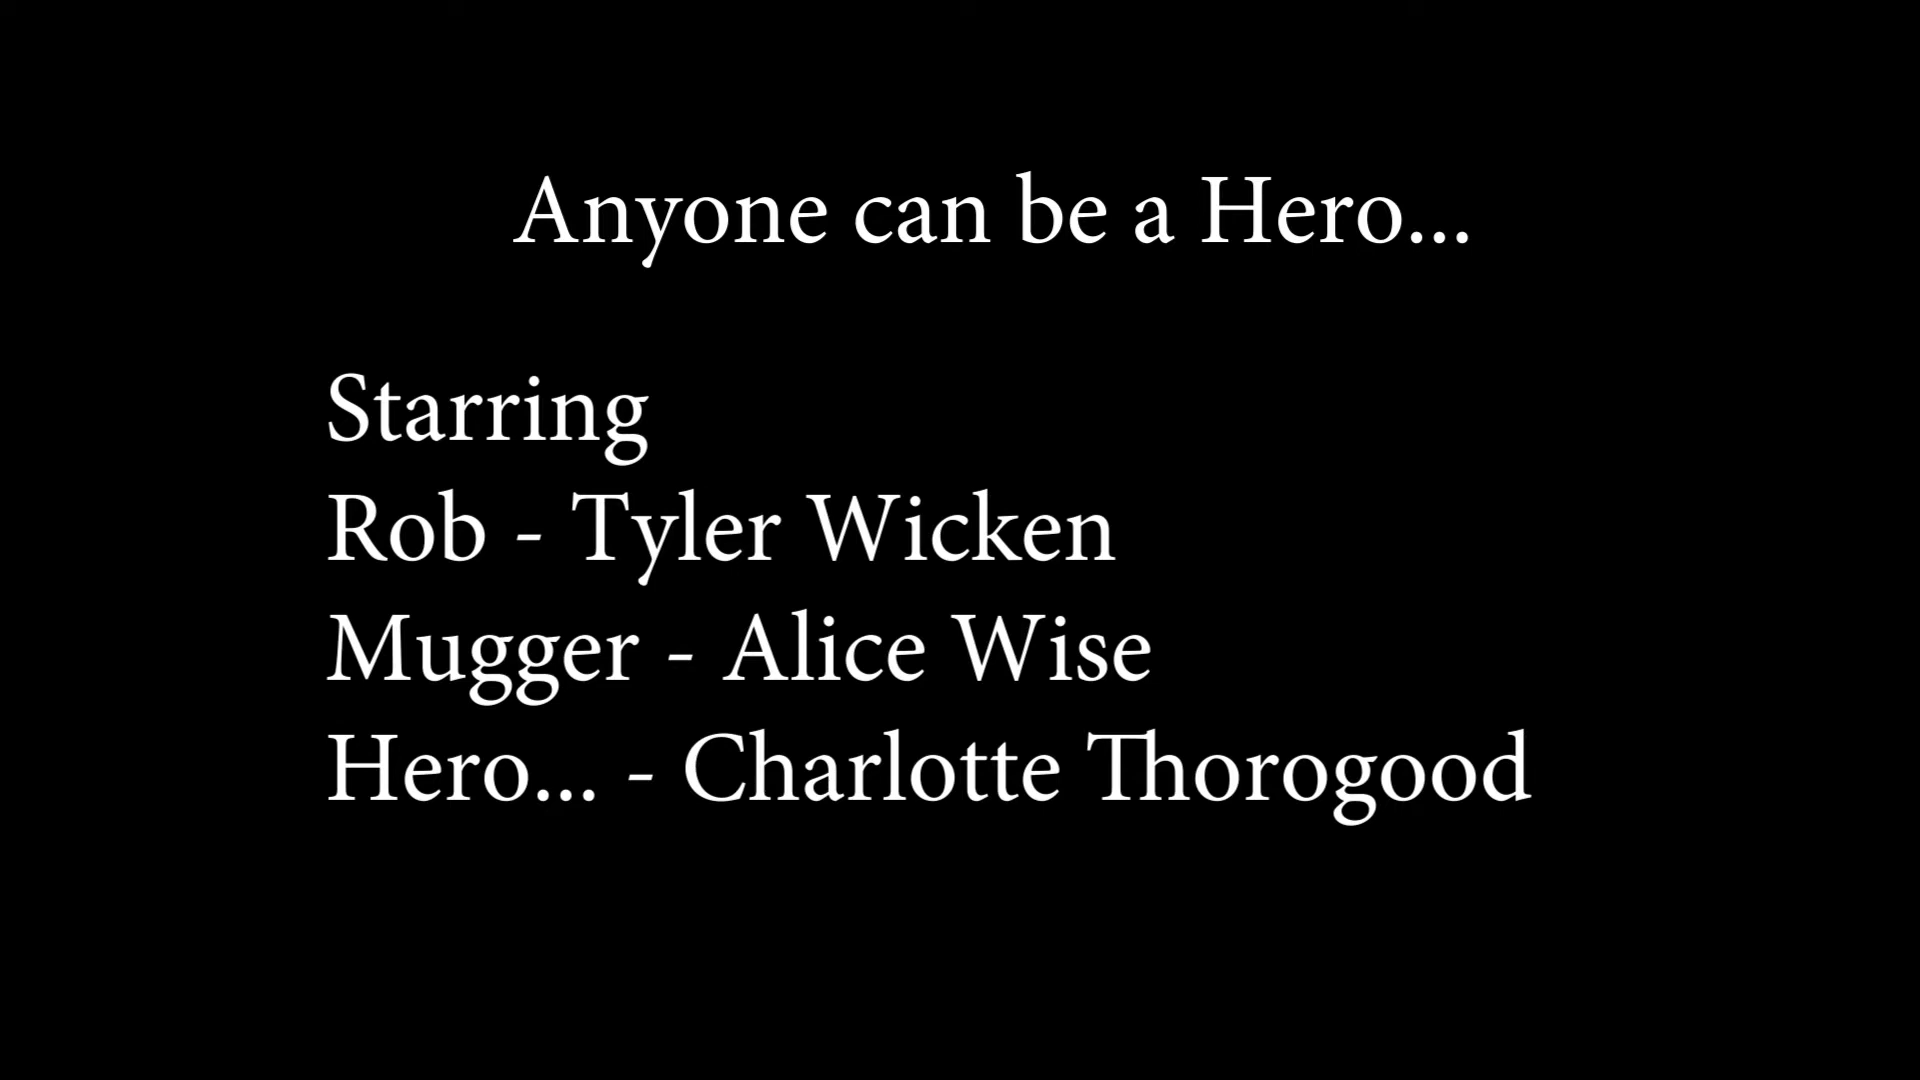 Anyone can be a Hero...
Starring
Rob - Tyler Wicken
Mugger - Alice Wise
Hero... - Charlotte Thorogood